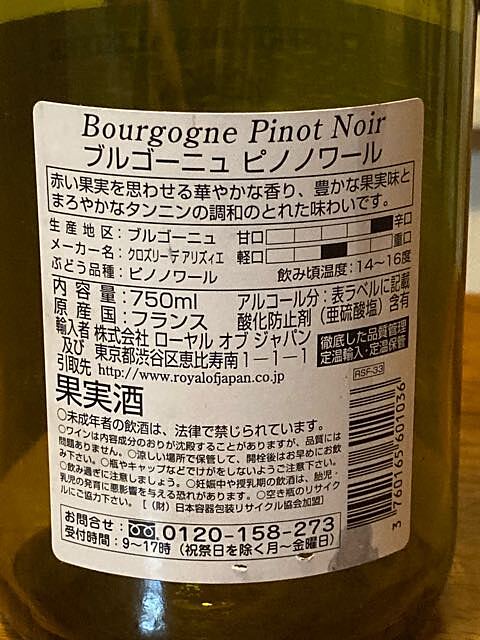 Bourgogne Pinot Noir
ブルゴーニュ ピノノワール
赤い果実を思わせる華やかな香り、豊かな果実味と
まろやかなタンニンの調和のとれた味わいです。
生産地区：ブルゴーニュ 甘口 辛口
メーカー名：クロズリーデアリズィエ 軽口 重口
ぶどう品種：ピノノワール 飲み頃温度：14～16度
内容量：750ml アルコール分：表ラベルに記載
原産国：フランス 酸化防止剤（亜硫酸塩）含有
輸入者及び引取先 株式会社 ローヤル オブ ジャパン
東京都渋谷区恵比寿南1－1－1
http://www.royalofjapan.co.jp
徹底した品質管理
定温輸入・定温保管
RSF-33
果実酒
○未成年者の飲酒は、法律で禁じられています。
○ワインは内容成分のおりが沈殿することがありますが、品質には
問題ありません。○涼しい場所で保管して、開栓後はお早めにお飲
み下さい。○瓶やキャップなどでけがをしないようご注意下さい。
○飲み過ぎに注意しましょう。○妊娠中や授乳期の飲酒は、胎児・
乳児の発育に悪影響を与える恐れがあります。○空き瓶のリサイク
ルにご協力下さい。［（財）日本容器包装リサイクル協会加盟］
お問合せ：0120-158-273
受付時間：9～17時（祝祭日を除く月～金曜日）
3760165601036